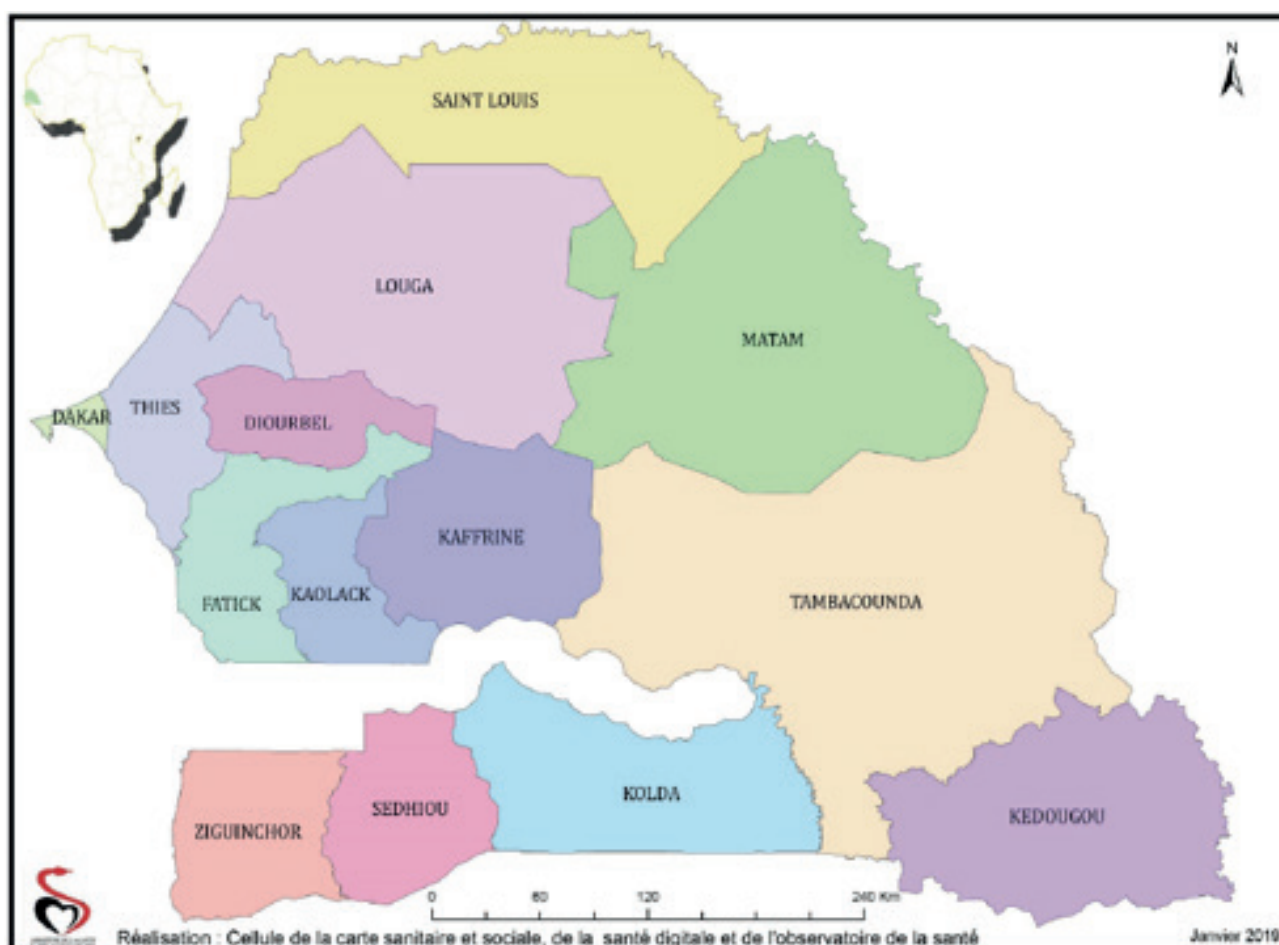 N
SAINT LOUIS
LOUGA
MATAM
DAKAR
THIES
DIOURBEL
KAFFRINE
FATICK
KAOLACK
TAMBACOUNDA
ZIGUINCHOR
SEDHIOU
KOLDA
KEDOUGOU
0 60 120 240 Km
Réalisation : Cellule de la carte sanitaire et sociale, de la santé digitale et de l'observatoire de la santé
Janvier 2019